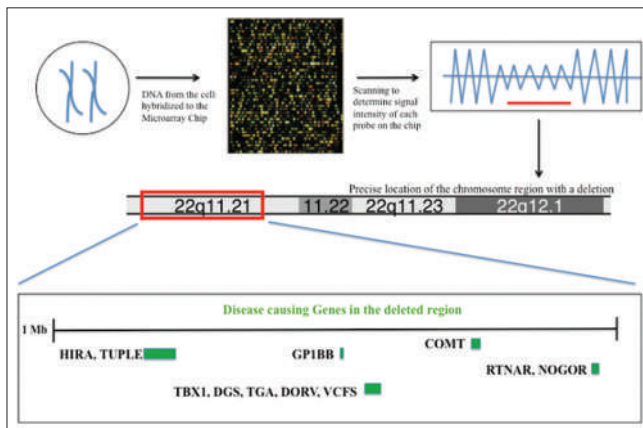 DNA from the cell
hybridized to the
Microarray Chip
Scanning to
determine signal
intensity of each
probe on the chip
Precise location of the chromosome region with a deletion
22q11.21 11.22 22q11.23 22q12.1
Disease causing Genes in the deleted region
1 Mb
HIRA, TUPLE
GP1BB
COMT
RTNAR, NOGOR
TBX1, DGS, TGA, DORV, VCFS